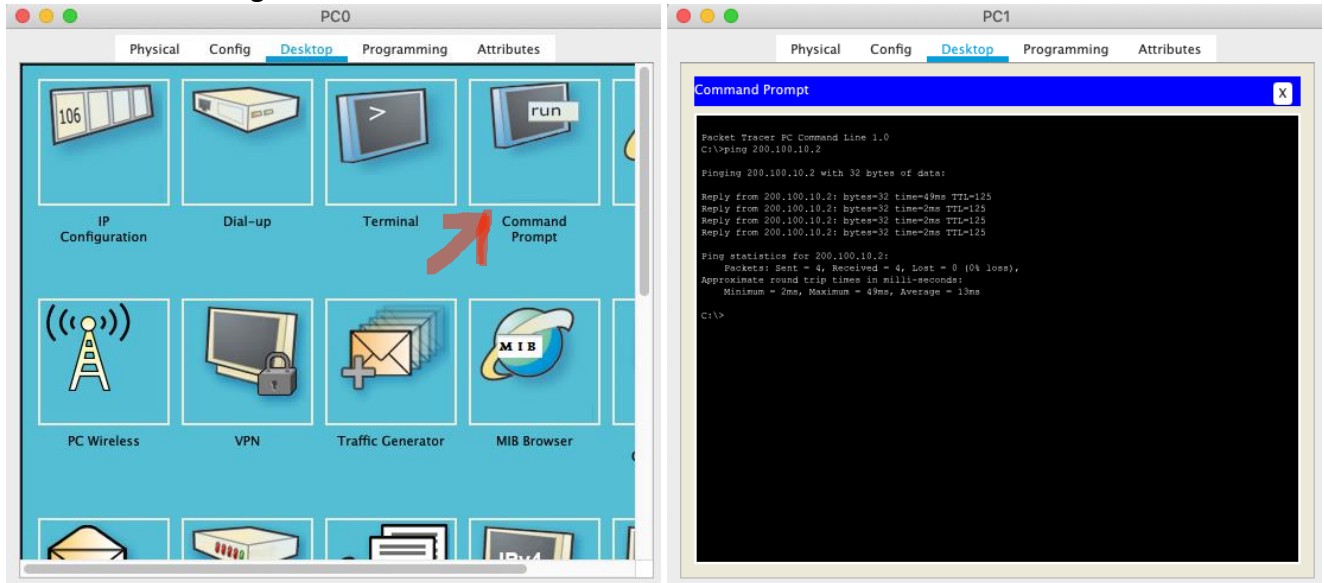 PC0
Physical Config Desktop Programming Attributes
106
>
run
IP
Configuration
Dial-up
Terminal
Command
Prompt
MIB
PC Wireless
VPN
Traffic Generator
MIB Browser
PC1
Physical Config Desktop Programming Attributes
Command Prompt
X
Packet Tracer PC Command Line 1.0
C:\>ping 200.100.10.2
Pinging 200.100.10.2 with 32 bytes of data:
Reply from 200.100.10.2: bytes=32 time=49ms TTL=125
Reply from 200.100.10.2: bytes=32 time=2ms TTL=125
Reply from 200.100.10.2: bytes=32 time=2ms TTL=125
Reply from 200.100.10.2: bytes=32 time=2ms TTL=125
Ping statistics for 200.100.10.2:
Packets: Sent = 4, Received = 4, Lost = 0 (0% loss),
Approximate round trip times in milli-seconds:
Minimum = 2ms, Maximum = 49ms, Average = 13ms
C:\>